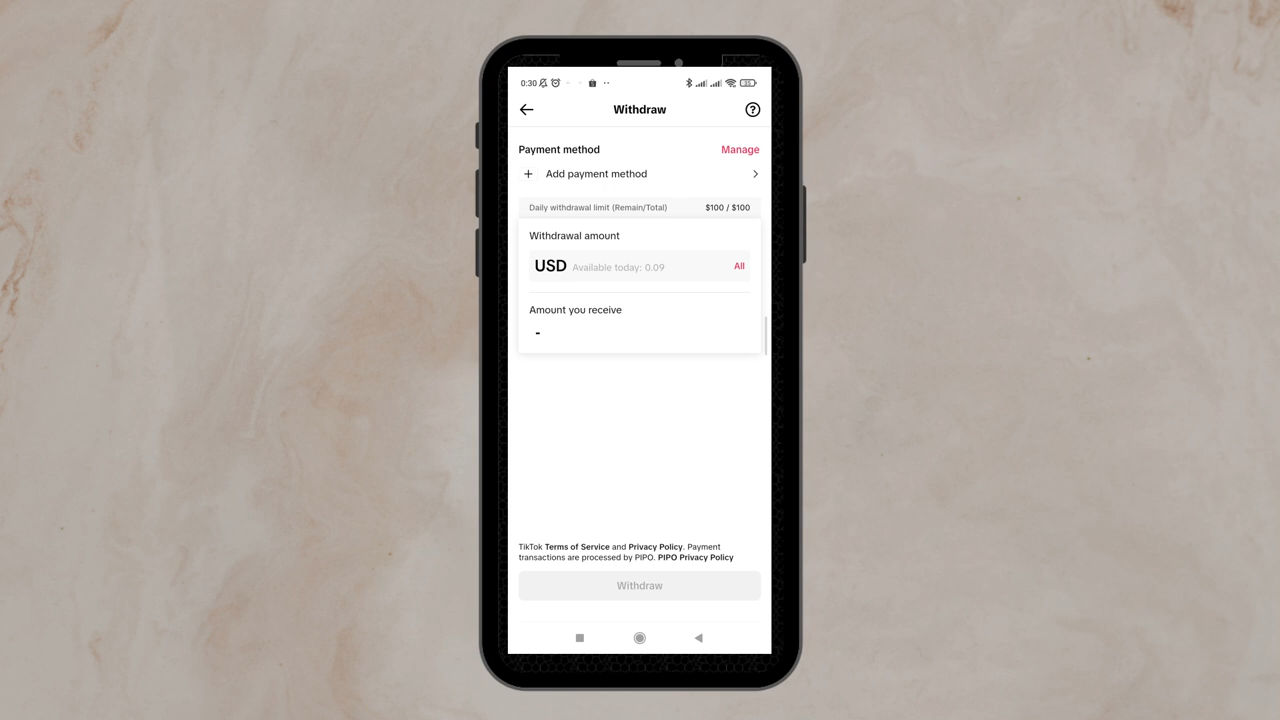 0:30
35
Withdraw
Payment method Manage
+ Add payment method
Daily withdrawal limit (Remain/Total) $100 / $100
Withdrawal amount
USD Available today: 0.09 All
Amount you receive
-
TikTok Terms of Service and Privacy Policy. Payment
transactions are processed by PIPO. PIPO Privacy Policy
Withdraw